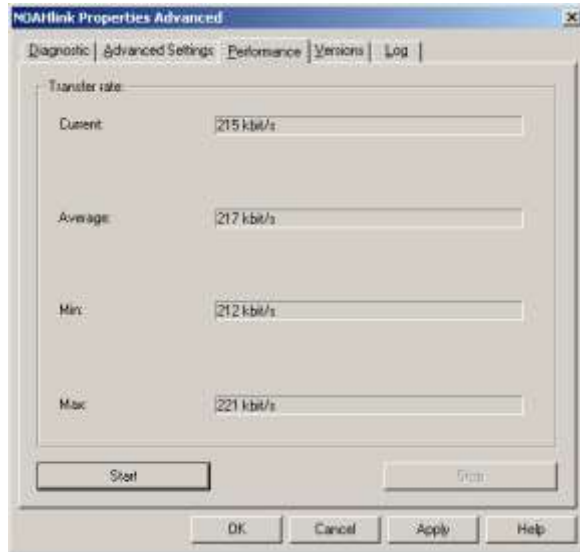 NOAHlink Properties Advanced
Diagnostic Advanced Settings Performance Versions Log
Transfer rate:
Current: 215 kbit/s
Average: 217 kbit/s
Min: 212 kbit/s
Max: 221 kbit/s
Start Stop
OK Cancel Apply Help